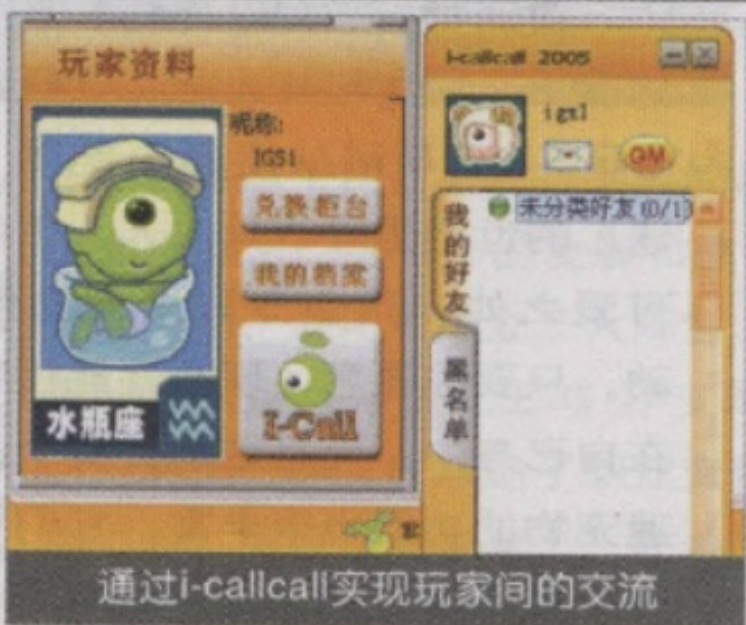 玩家资料
昵称:
IGS1
兑换柜台
我的档案
I-Call
水瓶座
i-callcall 2005
igs1
GM
我的好友
未分类好友(0/1)
黑名单
通过i-callcall实现玩家间的交流